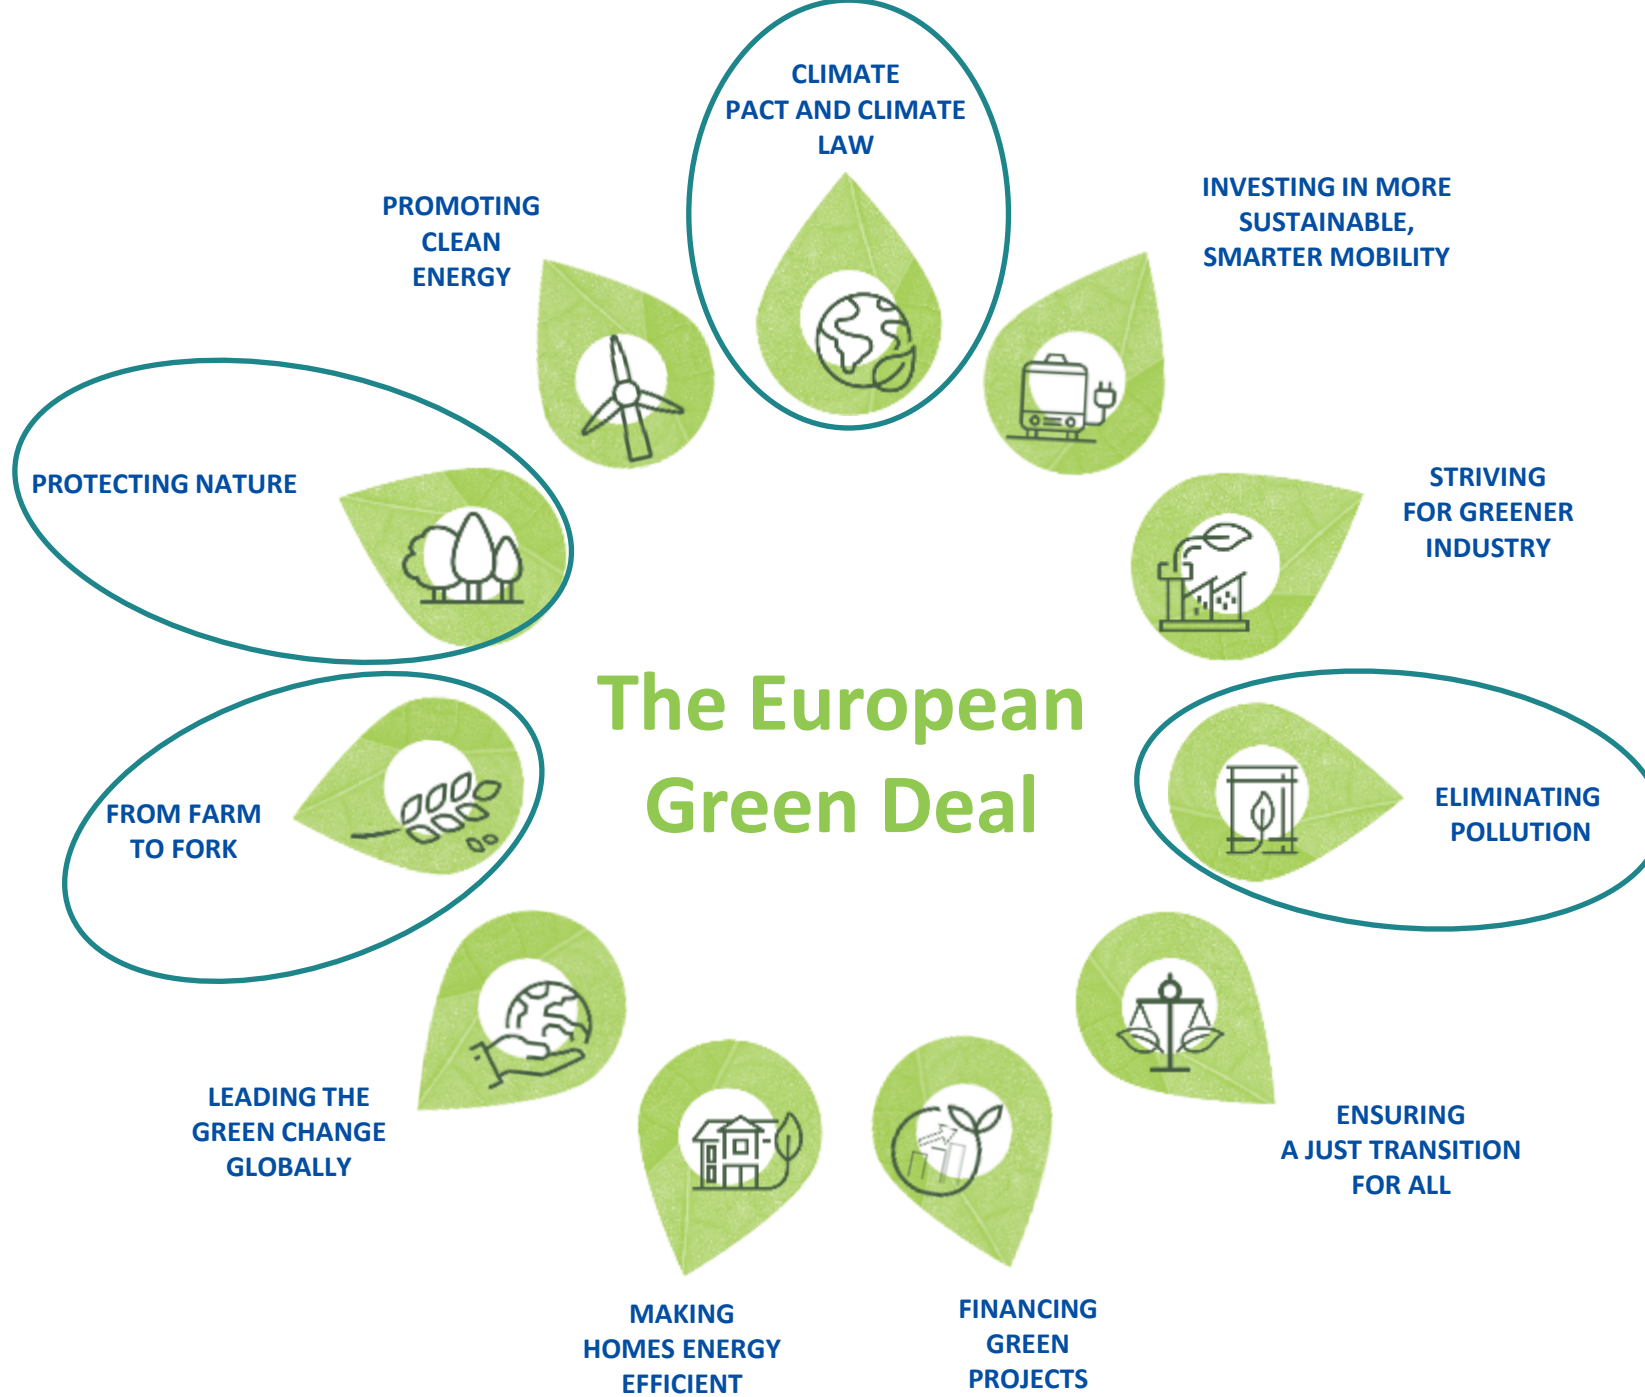 CLIMATE
PACT AND CLIMATE
LAW
INVESTING IN MORE
SUSTAINABLE,
SMARTER MOBILITY
PROMOTING
CLEAN
ENERGY
STRIVING
FOR GREENER
INDUSTRY
PROTECTING NATURE
The European
Green Deal
ELIMINATING
POLLUTION
FROM FARM
TO FORK
LEADING THE
GREEN CHANGE
GLOBALLY
ENSURING
A JUST TRANSITION
FOR ALL
MAKING
HOMES ENERGY
EFFICIENT
FINANCING
GREEN
PROJECTS